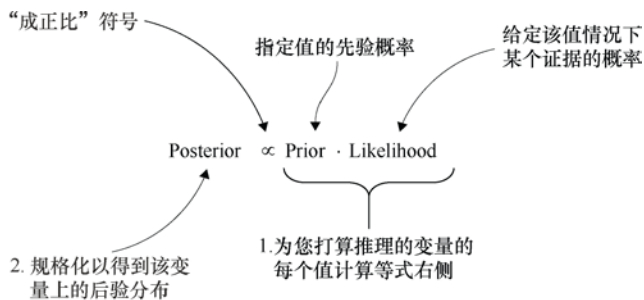 “成正比”符号
指定值的先验概率
给定该值情况下
某个证据的概率
Posterior ∝ Prior · Likelihood
1.为您打算推理的变量的
每个值计算等式右侧
2. 规格化以得到该变
量上的后验分布